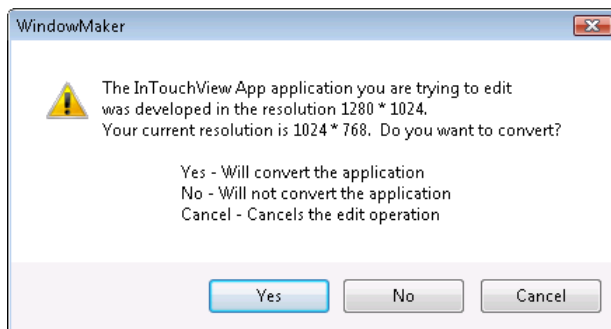 WindowMaker
The InTouchView App application you are trying to edit
was developed in the resolution 1280 * 1024.
Your current resolution is 1024 * 768.  Do you want to convert?
Yes - Will convert the application
No - Will not convert the application
Cancel - Cancels the edit operation
Yes No Cancel